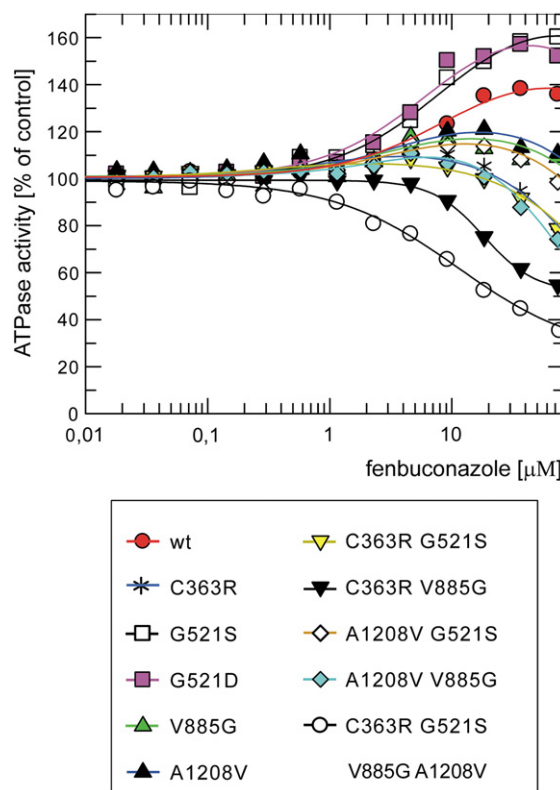 160
140
120
100
80
60
40
20
0
ATPase activity [% of control]
0,01 0,1 1 10
fenbuconazole [µM]
wt
C363R
G521S
G521D
V885G
A1208V
C363R G521S
C363R V885G
A1208V G521S
A1208V V885G
C363R G521S
V885G A1208V